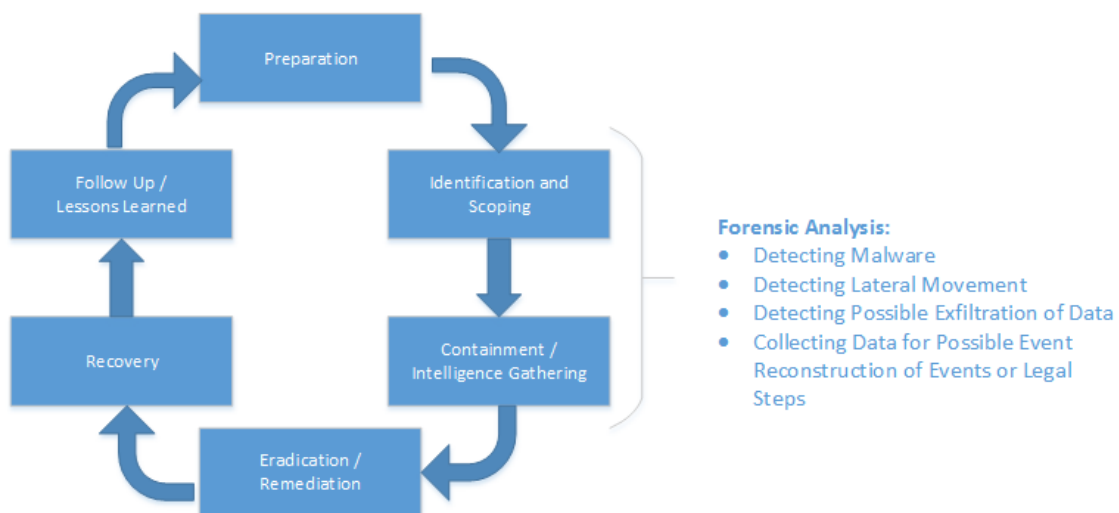 Preparation
Identification and
Scoping
Containment /
Intelligence Gathering
Eradication /
Remediation
Recovery
Follow Up /
Lessons Learned
Forensic Analysis:
• Detecting Malware
• Detecting Lateral Movement
• Detecting Possible Exfiltration of Data
• Collecting Data for Possible Event
Reconstruction of Events or Legal
Steps